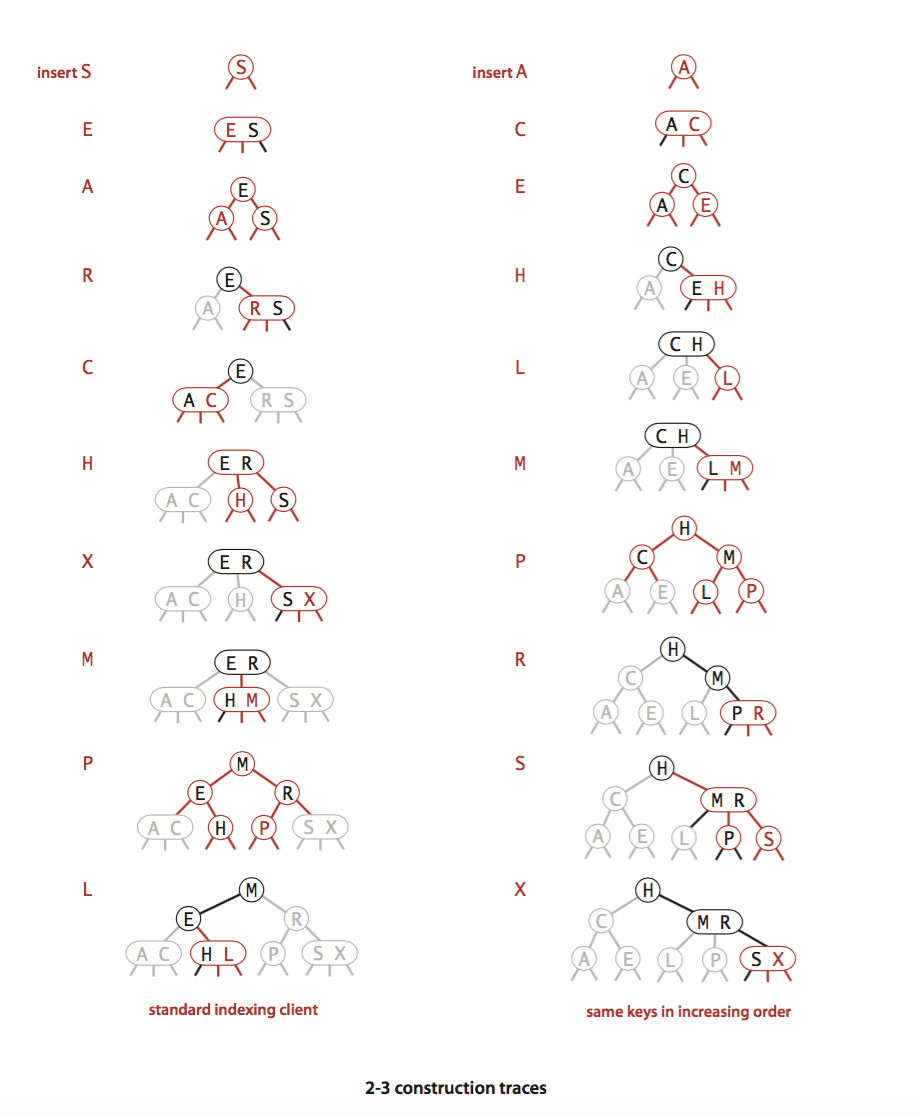 insert S
S
E
E S
A
E
A S
R
E
A R S
C
E
A C R S
H
E R
A C H S
X
E R
A C H S X
M
E R
A C H M S X
P
M
E R
A C H P S X
L
M
E R
A C H L P S X
standard indexing client
insert A
A
C
A C
E
C
A E
H
C
A E H
L
C H
A E L
M
C H
A E L M
P
H
C M
A E L P
R
H
C M
A E L P R
S
H
C M R
A E L P S
X
H
C M R
A E L P S X
same keys in increasing order
2-3 construction traces